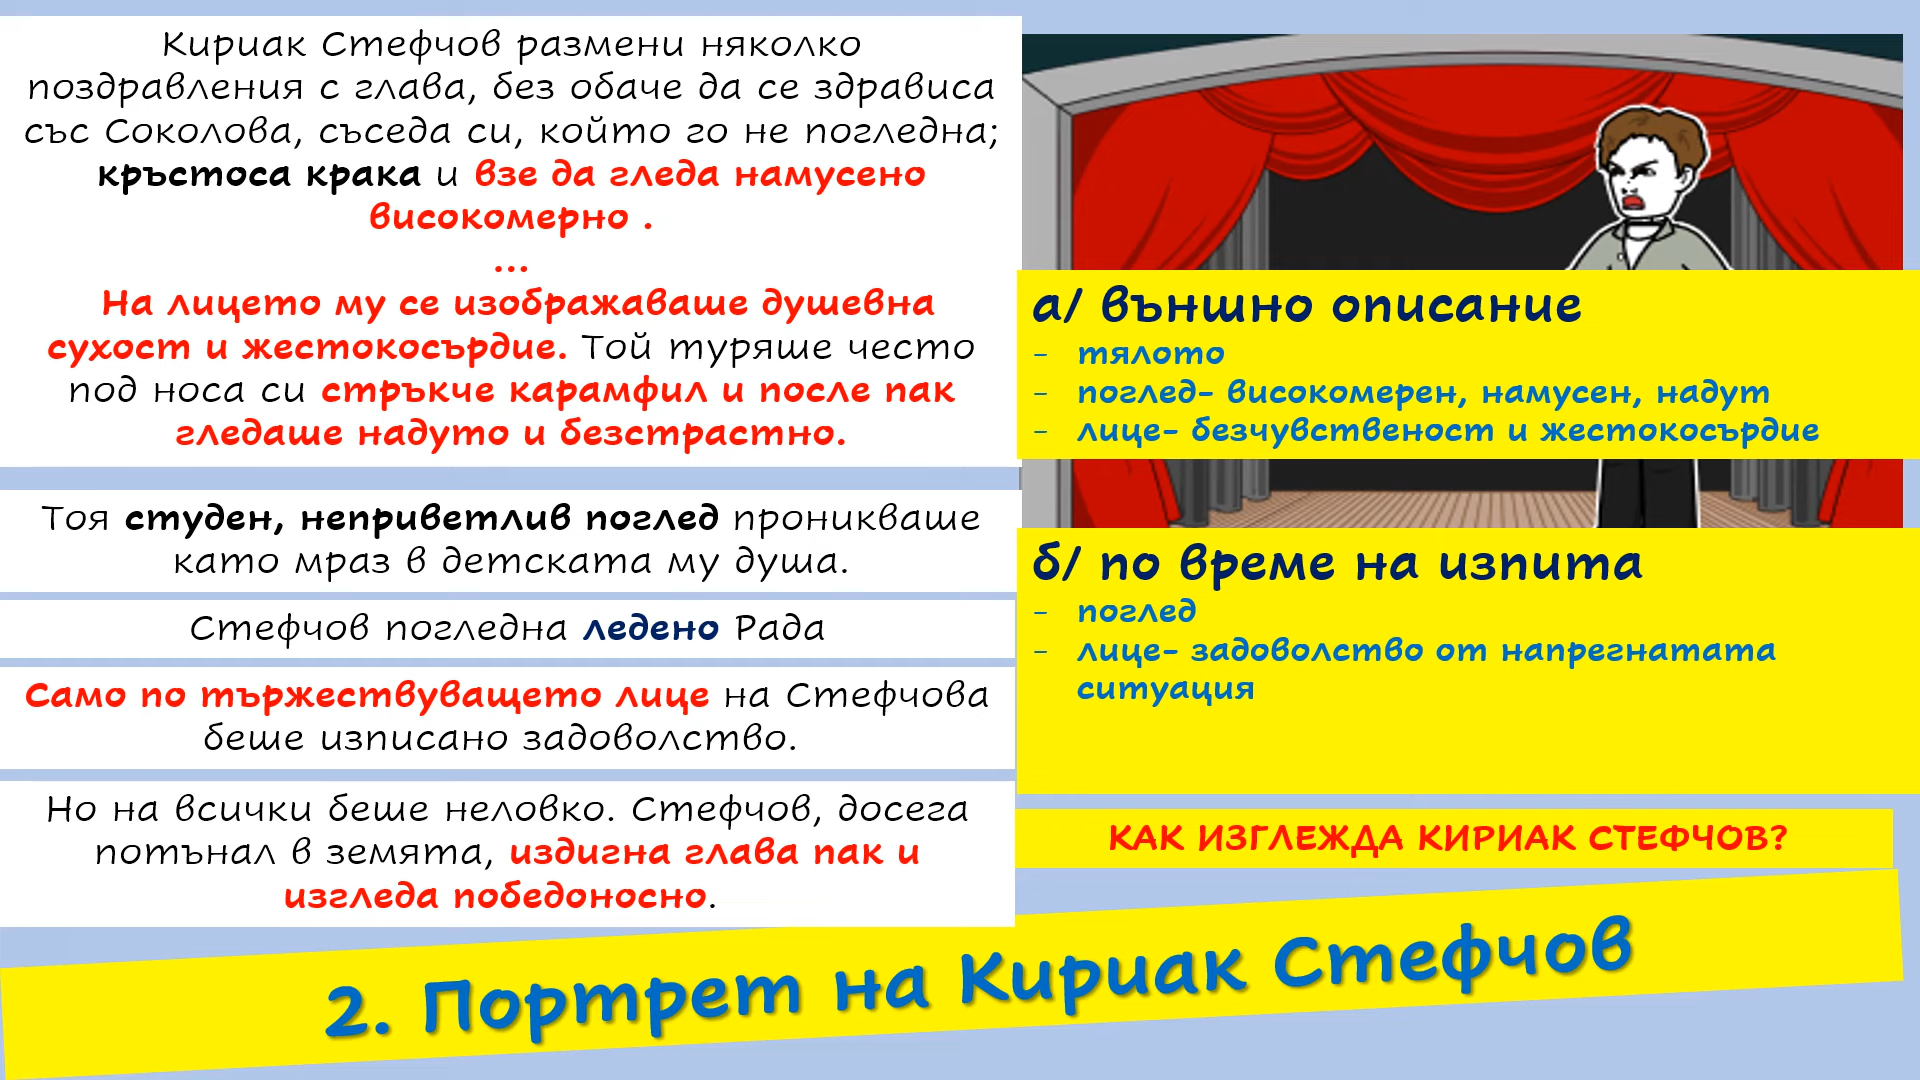 Кириак Стефчов размени няколко
поздравления с глава, без обаче да се здрависа
със Соколова, съседа си, който го не погледна;
кръстоса крака и взе да гледа намусено
високомерно .
...
На лицето му се изображаваше душевна
сухост и жестокосърдие. Той туряше често
под носа си стръкче карамфил и после пак
гледаше надуто и безстрастно.
Тоя студен, неприветлив поглед проникваше
като мраз в детската му душа.
Стефчов погледна ледено Рада
Само по тържествуващето лице на Стефчова
беше изписано задоволство.
Но на всички беше неловко. Стефчов, досега
потънал в земята, издигна глава пак и
изгледа победоносно.
а/ външно описание
- тялото
- поглед- високомерен, намусен, надут
- лице- безчувственост и жестокосърдие
б/ по време на изпита
- поглед
- лице- задоволство от напрегнатата
ситуация
КАК ИЗГЛЕЖДА КИРИАК СТЕФЧОВ?
2. Портрет на Кириак Стефчов